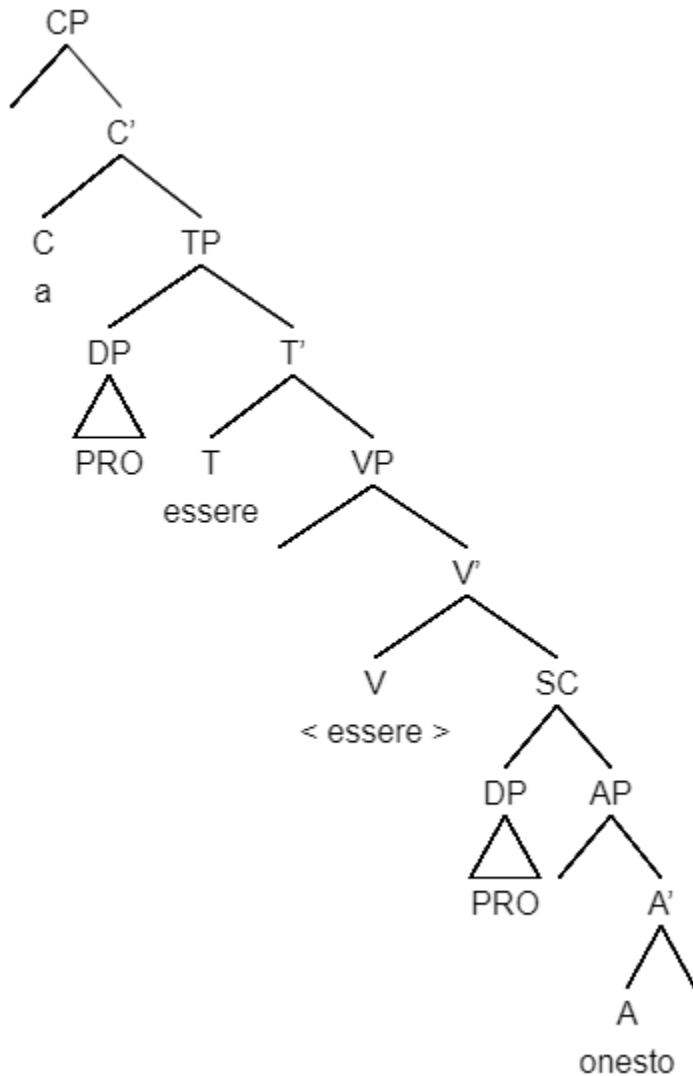 CP
C’
C TP
a
DP T’
PRO T VP
essere
V’
V SC
< essere >
DP AP
PRO A’
A
onesto